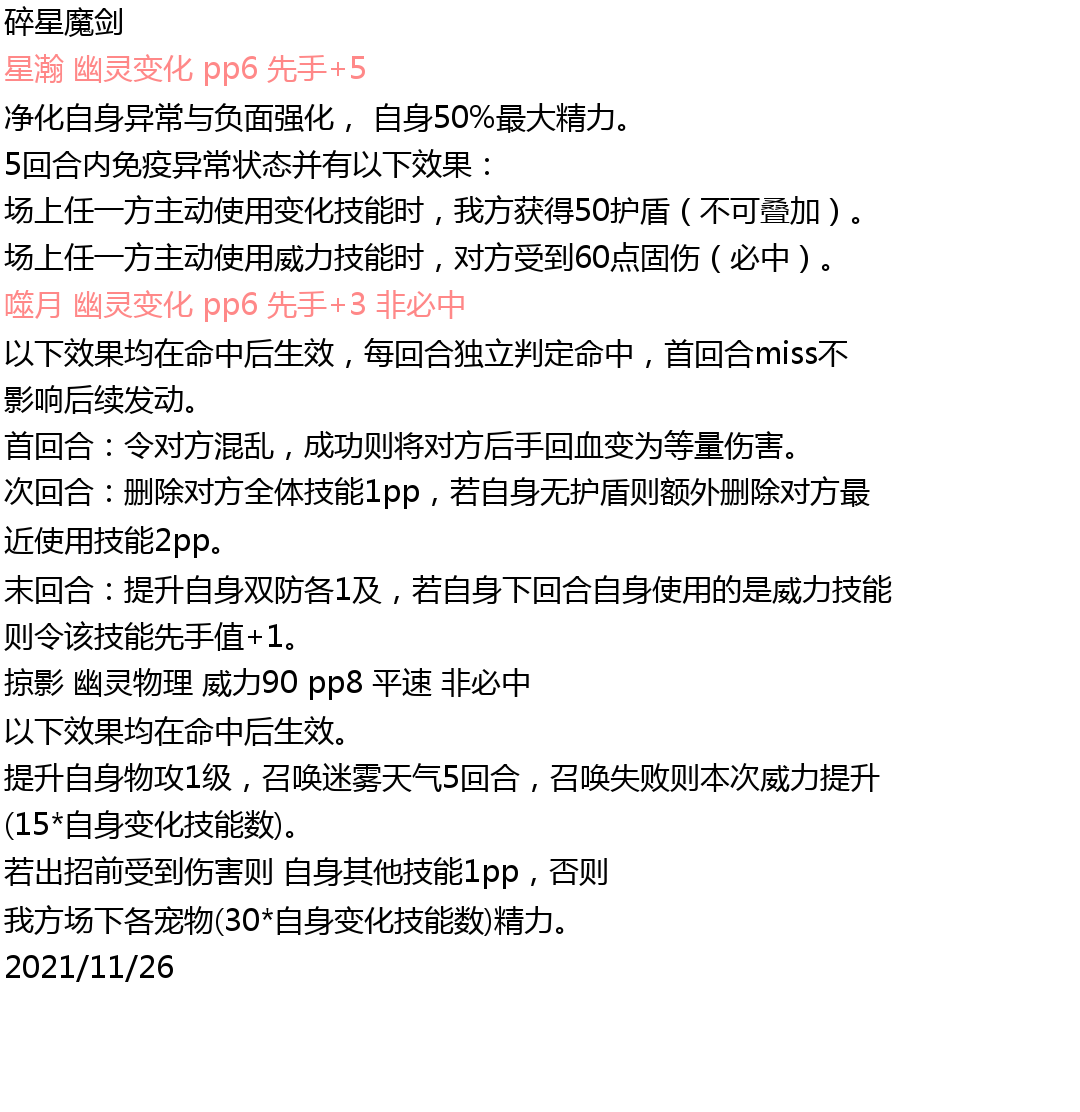 碎星魔剑
星瀚 幽灵变化 pp6 先手+5
净化自身异常与负面强化， 自身50%最大精力。
5回合内免疫异常状态并有以下效果：
场上任一方主动使用变化技能时，我方获得50护盾（不可叠加）。
场上任一方主动使用威力技能时，对方受到60点固伤（必中）。
噬月 幽灵变化 pp6 先手+3 非必中
以下效果均在命中后生效，每回合独立判定命中，首回合miss不
影响后续发动。
首回合：令对方混乱，成功则将对方后手回血变为等量伤害。
次回合：删除对方全体技能1pp，若自身无护盾则额外删除对方最
近使用技能2pp。
末回合：提升自身双防各1及，若自身下回合自身使用的是威力技能
则令该技能先手值+1。
掠影 幽灵物理 威力90 pp8 平速 非必中
以下效果均在命中后生效。
提升自身物攻1级，召唤迷雾天气5回合，召唤失败则本次威力提升
(15*自身变化技能数)。
若出招前受到伤害则 自身其他技能1pp，否则
我方场下各宠物(30*自身变化技能数)精力。
2021/11/26